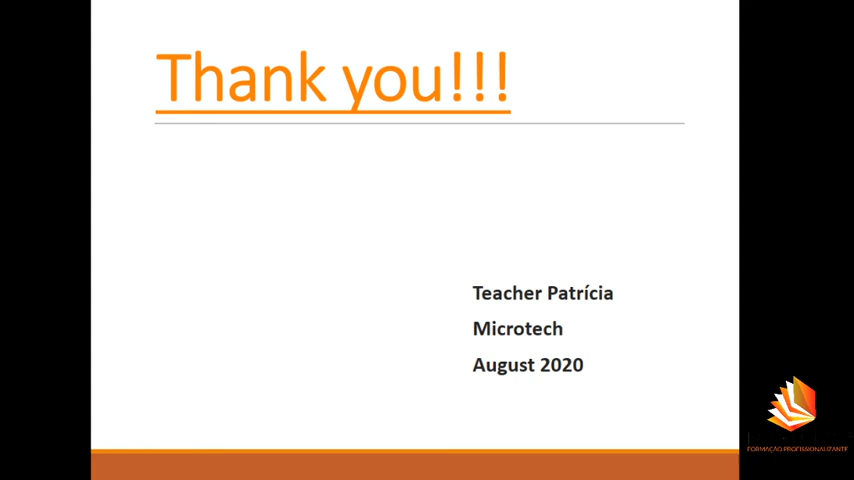 Thank you!!!
Teacher Patrícia
Microtech
August 2020
FORMAÇÃO PROFISSIONALIZANTE